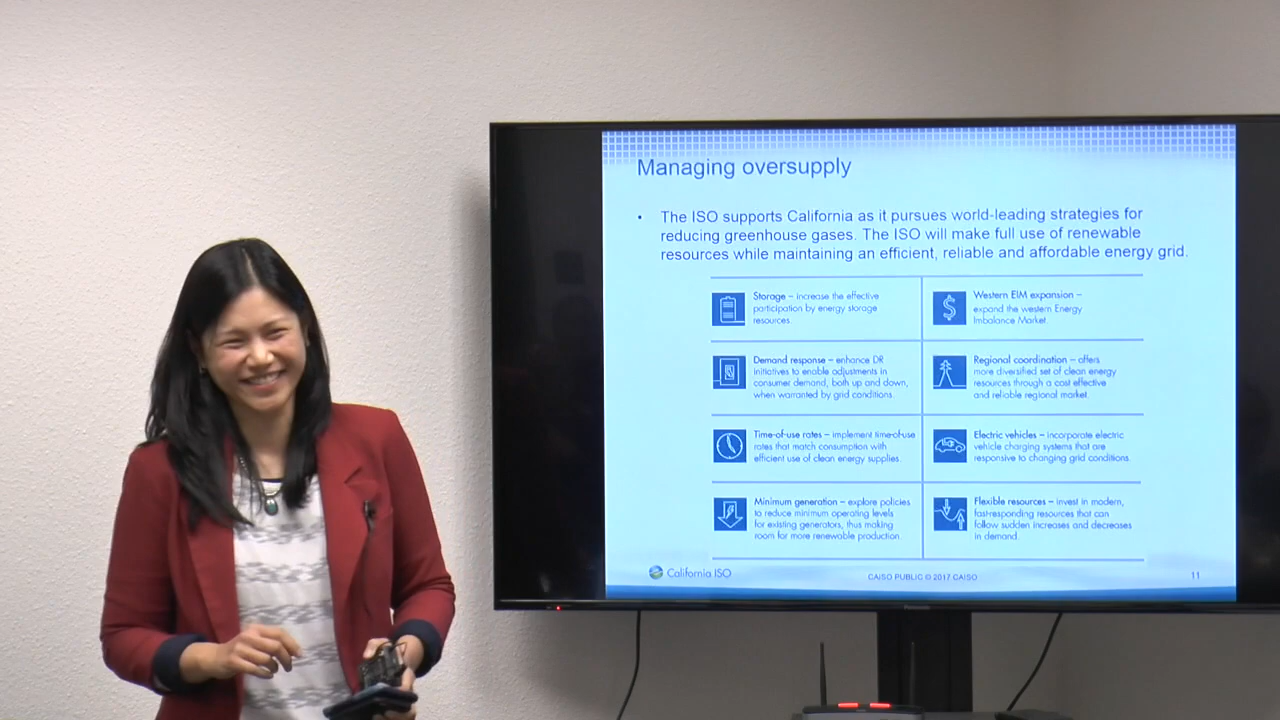 Managing oversupply
• The ISO supports California as it pursues world-leading strategies for
reducing greenhouse gases. The ISO will make full use of renewable
resources while maintaining an efficient, reliable and affordable energy grid.
Storage – increase the effective
participation by energy storage
resources.
Western EIM expansion –
expand the western Energy
Imbalance Market.
Demand response – enhance DR
initiatives to enable adjustments in
consumer demand, both up and down,
when warranted by grid conditions.
Regional coordination – offers
more diversified set of clean energy
resources through a cost effective
and reliable regional market.
Time-of-use rates – implement time-of-use
rates that match consumption with
efficient use of clean energy supplies.
Electric vehicles – incorporate electric
vehicle charging systems that are
responsive to changing grid conditions.
Minimum generation – explore policies
to reduce minimum operating levels
for existing generators, thus making
room for more renewable production.
Flexible resources – invest in modern,
fast-responding resources that can
follow sudden increases and decreases
in demand.
California ISO
CAISO PUBLIC © 2017 CAISO
11
Panasonic